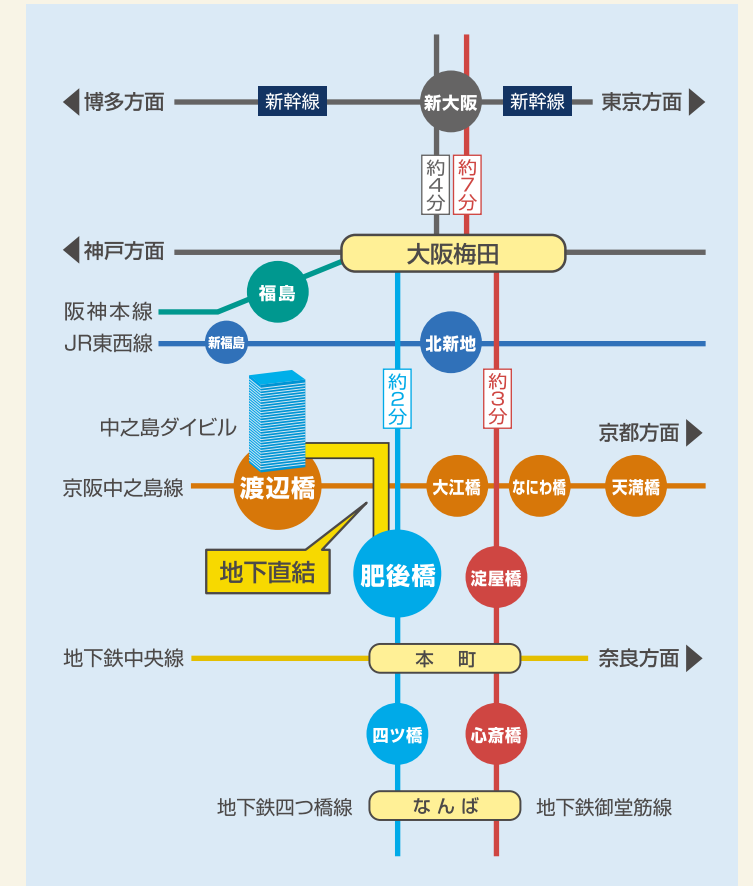 博多方面
新幹線
新大阪
新幹線
東京方面
約4分
約7分
神戸方面
大阪梅田
福島
阪神本線
JR東西線
新福島
北新地
約2分
約3分
中之島ダイビル
京都方面
京阪中之島線
渡辺橋
大江橋
なにわ橋
天満橋
地下直結
肥後橋
淀屋橋
地下鉄中央線
本町
奈良方面
四ツ橋
心斎橋
地下鉄四つ橋線
なんば
地下鉄御堂筋線